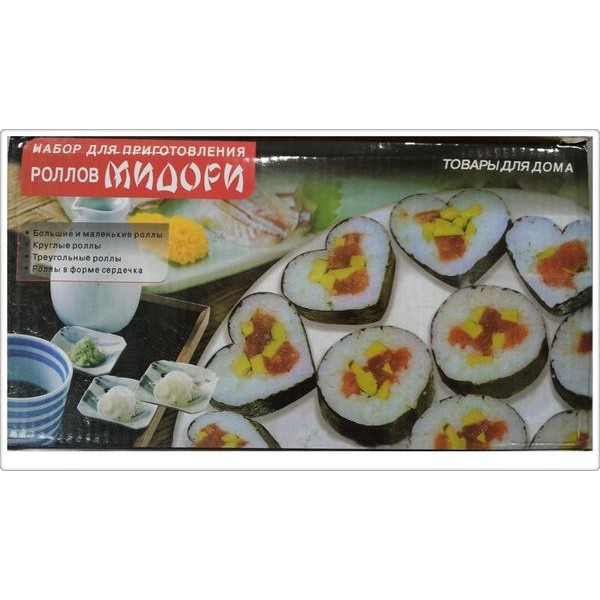 НАБОР ДЛЯ ПРИГОТОВЛЕНИЯ
РОЛЛОВ МИДОРИ
ТОВАРЫ ДЛЯ ДОМА
• Большие и маленькие роллы
• Круглые роллы
• Треугольные роллы
• Роллы в форме сердечка